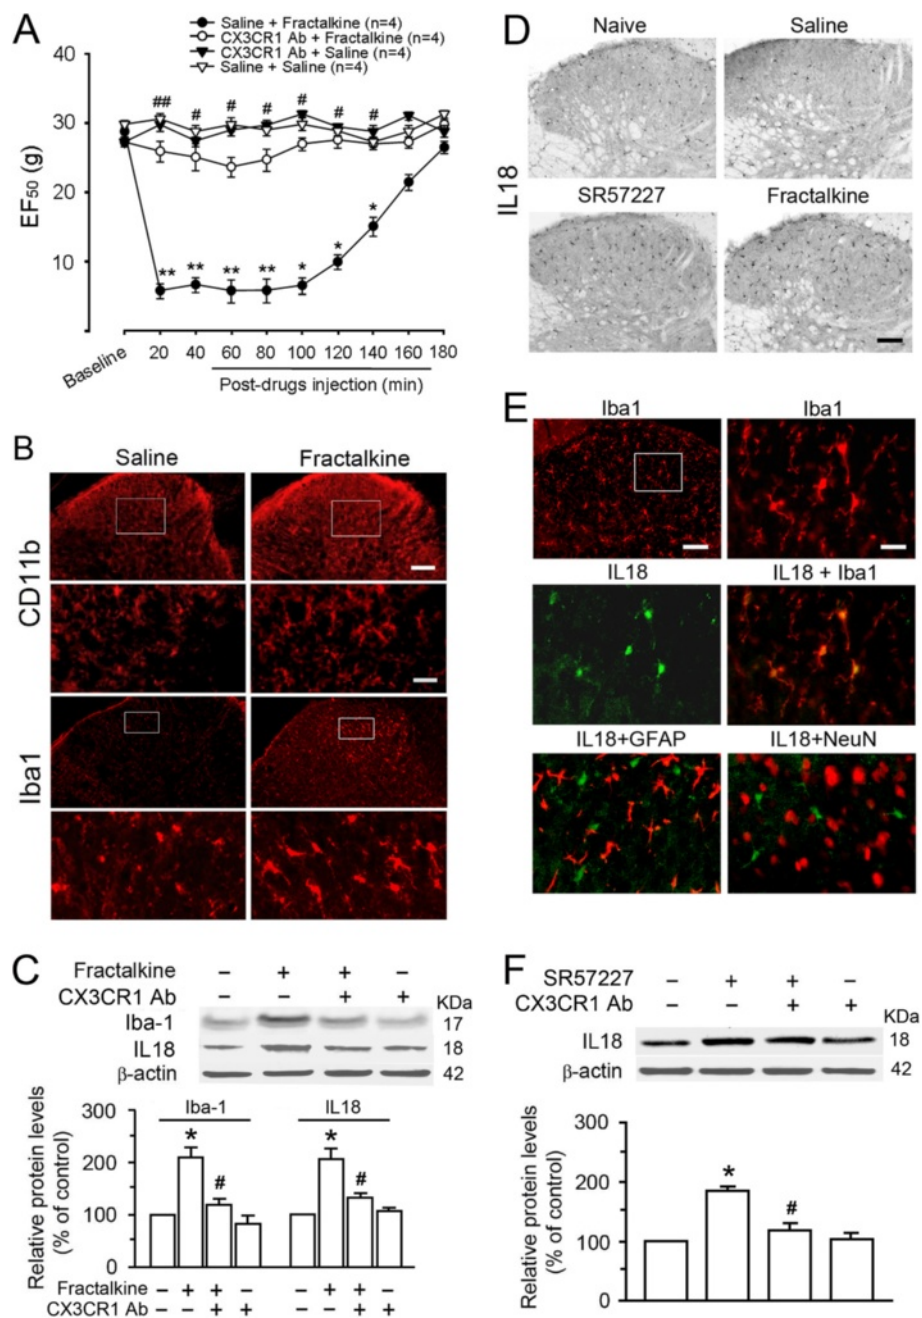 A
Saline + Fractalkine (n=4)
CX3CR1 Ab + Fractalkine (n=4)
CX3CR1 Ab + Saline (n=4)
Saline + Saline (n=4)
EF50 (g)
40
30
20
10
## # # # # # #
** ** ** ** * * *
Baseline 20 40 60 80 100 120 140 160 180
Post-drugs injection (min)
B
Saline Fractalkine
CD11b
Iba1
C
Fractalkine – + + –
CX3CR1 Ab – – + +
KDa
Iba-1 17
IL18 18
β-actin 42
Relative protein levels
(% of control)
300
200
100
0
Iba-1 IL18
* # * #
Fractalkine – + + – – + + –
CX3CR1 Ab – – + + – – + +
D
Naive Saline
IL18
SR57227 Fractalkine
E
Iba1 Iba1
IL18 IL18 + Iba1
IL18+GFAP IL18+NeuN
F
SR57227 – + + –
CX3CR1 Ab – – + +
KDa
IL18 18
β-actin 42
Relative protein levels
(% of control)
300
200
100
0
* #